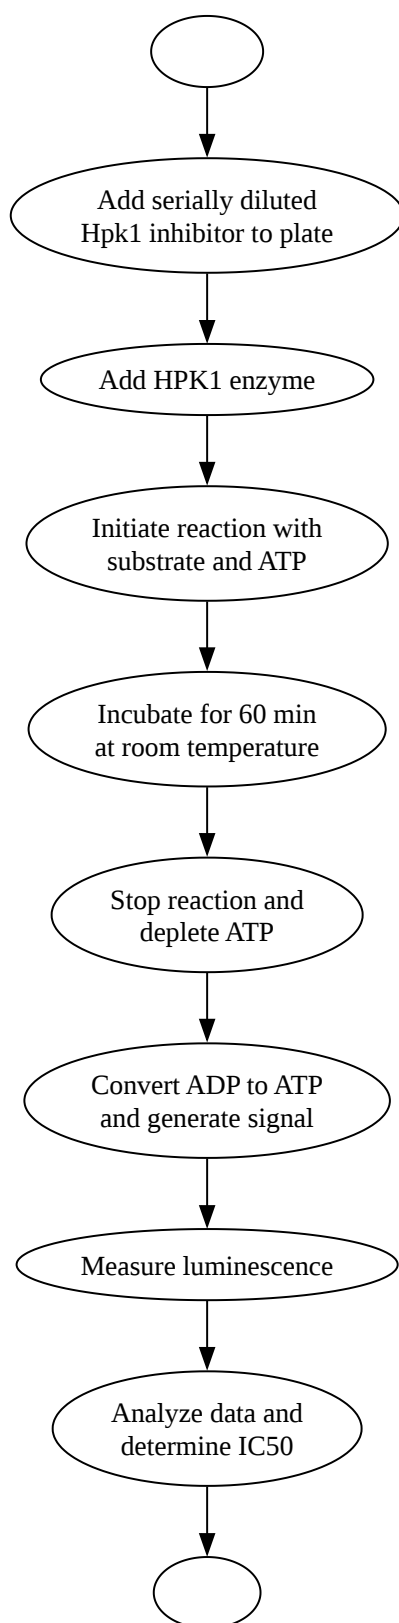 Add serially diluted
Hpk1 inhibitor to plate
Add HPK1 enzyme
Initiate reaction with
substrate and ATP
Incubate for 60 min
at room temperature
Stop reaction and
deplete ATP
Convert ADP to ATP
and generate signal
Measure luminescence
Analyze data and
determine IC50